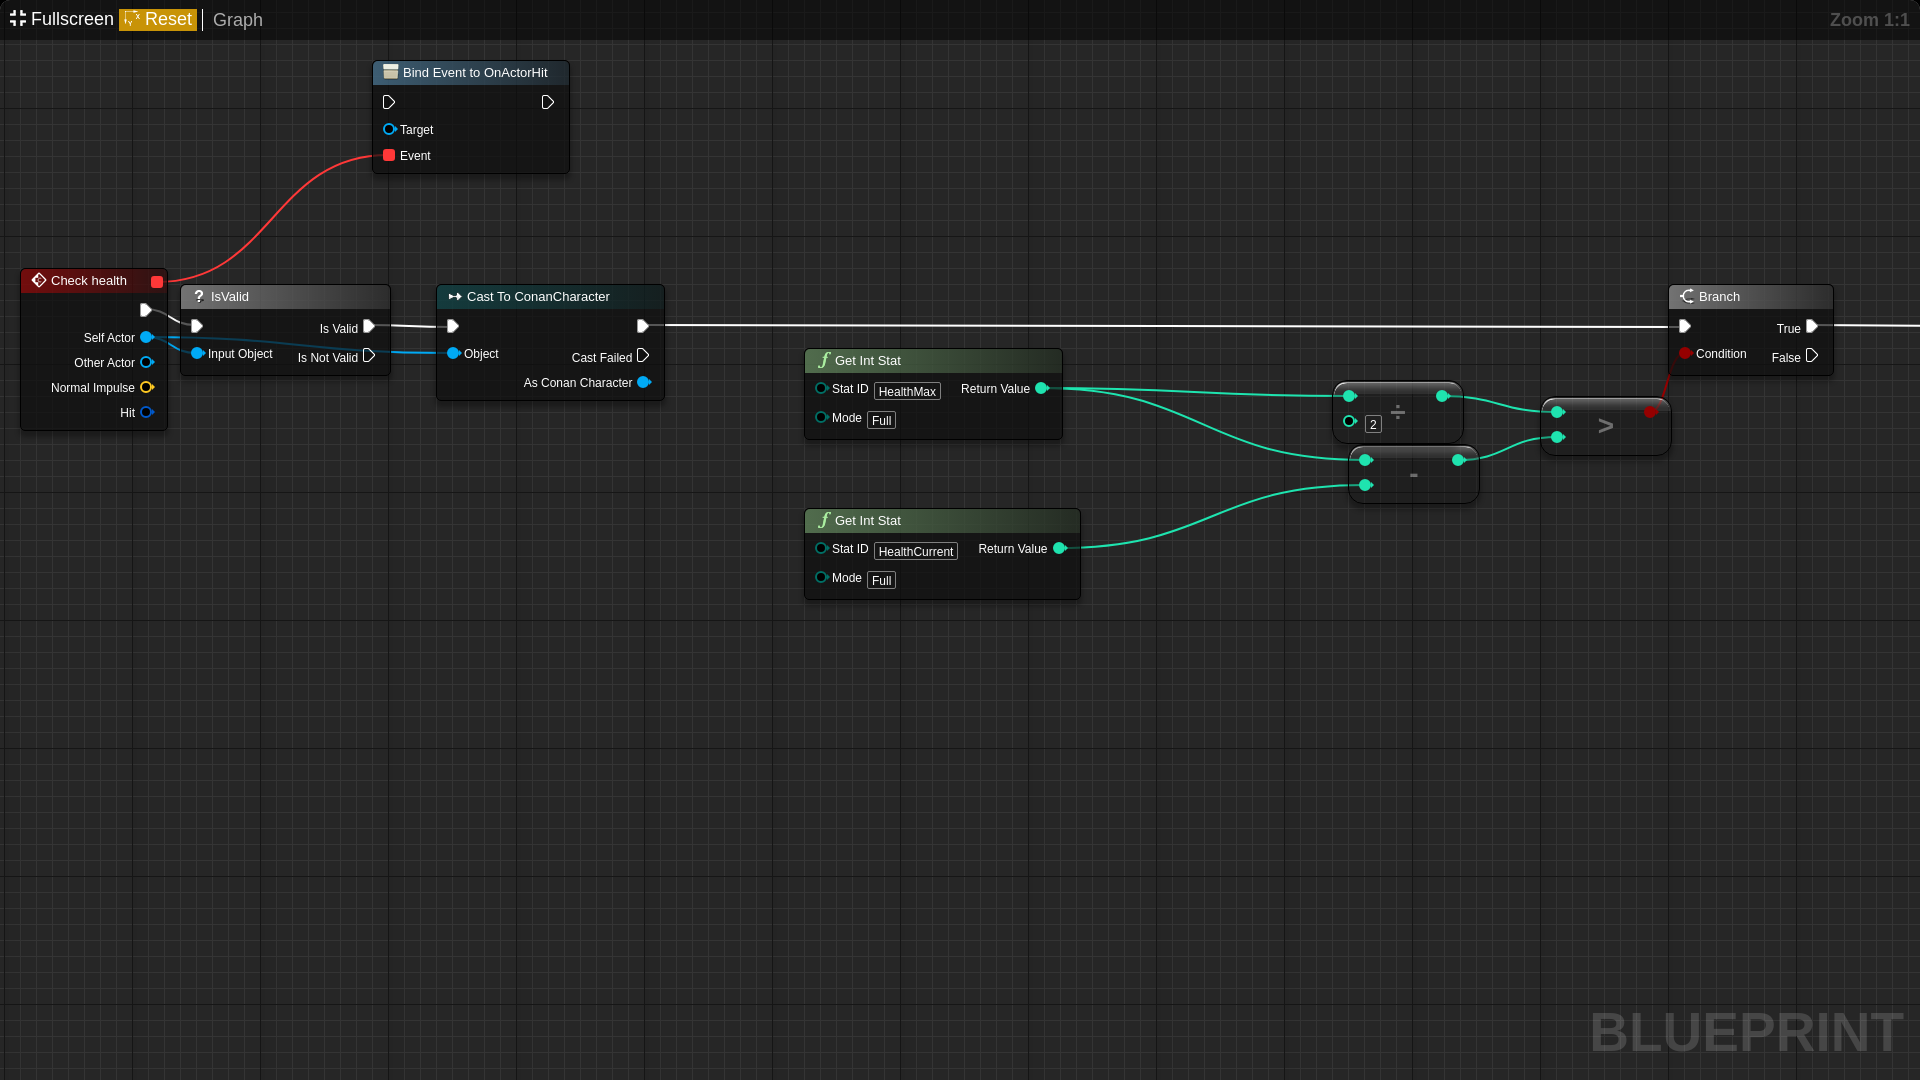 Fullscreen Reset Graph Zoom 1:1
Bind Event to OnActorHit
Target
Event
Check health
Self Actor
Other Actor
Normal Impulse
Hit
? IsValid
Is Valid
Input Object Is Not Valid
Cast To ConanCharacter
Object
Cast Failed
As Conan Character
f Get Int Stat
Stat ID HealthMax Return Value
Mode Full
f Get Int Stat
Stat ID HealthCurrent Return Value
Mode Full
÷
2
-
>
Branch
True
Condition
False
BLUEPRINT